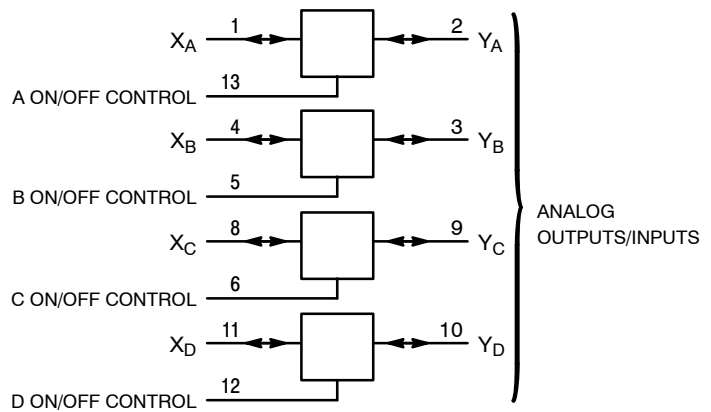 X_A 1 2 Y_A
A ON/OFF CONTROL 13
X_B 4 3 Y_B
B ON/OFF CONTROL 5
X_C 8 9 Y_C
C ON/OFF CONTROL 6
X_D 11 10 Y_D
D ON/OFF CONTROL 12
ANALOG
OUTPUTS/INPUTS